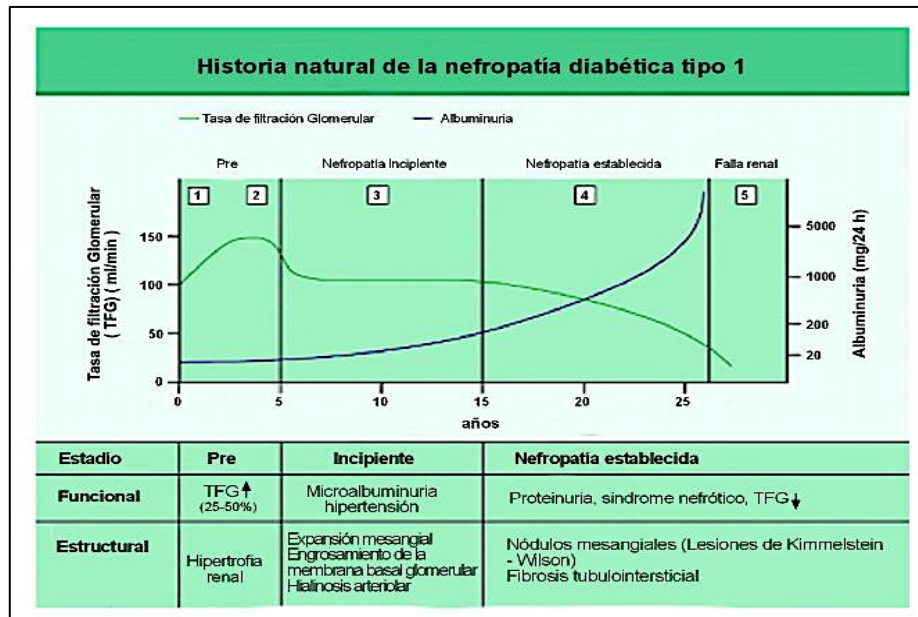 Historia natural de la nefropatía diabética tipo 1
Tasa de filtración Glomerular
Albuminuria
Pre
Nefropatia Incipiente
Nefropatia establecida
Falla renal
1
2
3
4
5
Tasa de filtración Glomerular
( TFG) ( ml/min)
150
100
50
0
5000
1000
200
20
Albuminuria (mg/24 h)
0
5
10
15
20
25
años
Estadio
Pre
Incipiente
Nefropatia establecida
Funcional
TFG↑
(25-50%)
Microalbuminuria
hipertensión
Proteinuria, sindrome nefrótico, TFG↓
Estructural
Hipertrofia
renal
Expansión mesangial
Engrosamiento de la
membrana basal glomerular
Hialinosis arteriolar
Nódulos mesangiales (Lesiones de Kimmelstein
- Wilson)
Fibrosis tubulointersticial